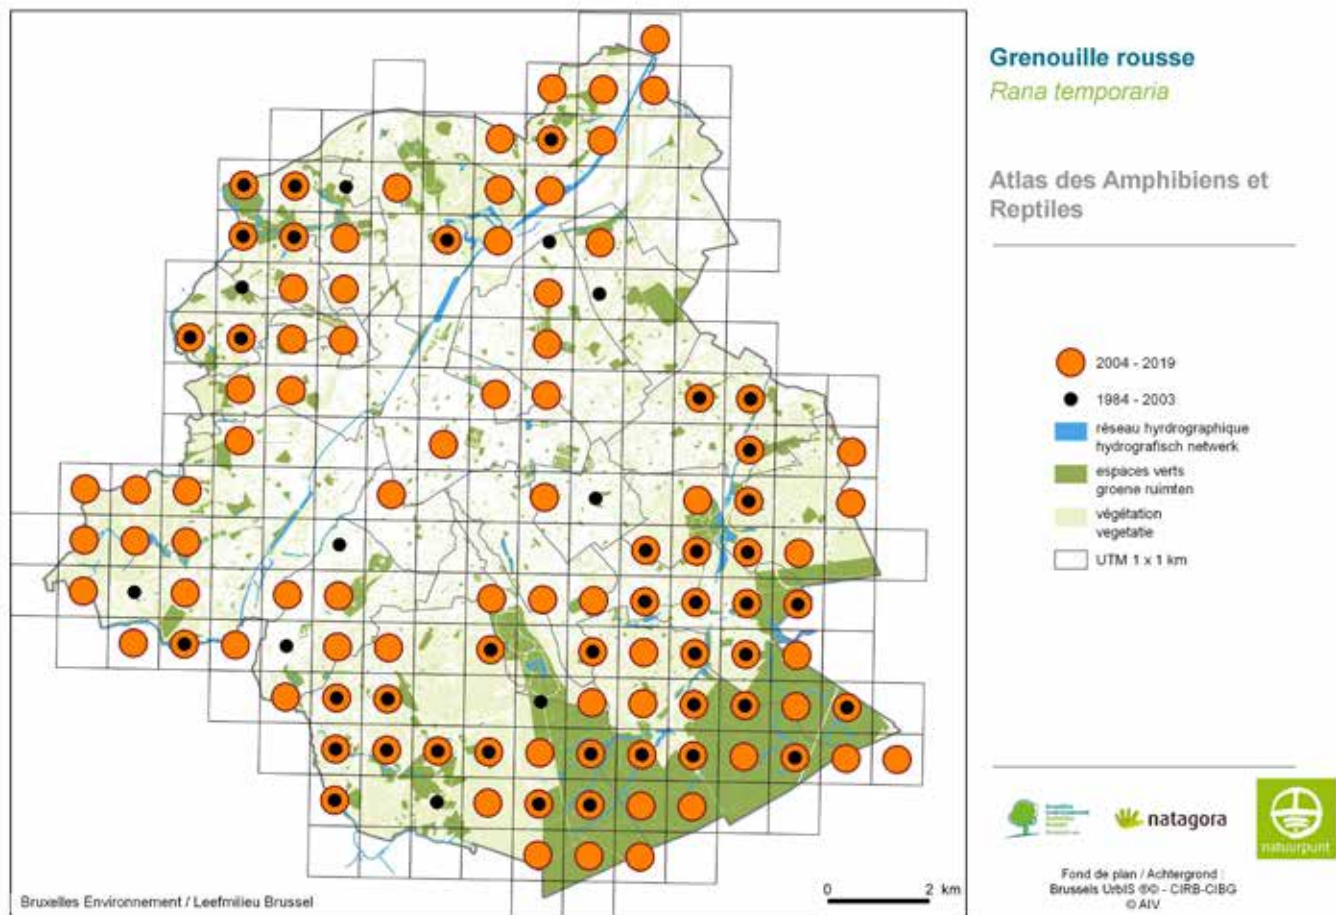 Grenouille rousse
Rana temporaria
Atlas des Amphibiens et
Reptiles
2004 - 2019
1984 - 2003
réseau hyrdrographique
hydrografisch netwerk
espaces verts
groene ruimten
végétation
vegetatie
UTM 1 x 1 km
natagora
natuurpunt
Fond de plan / Achtergrond :
Brussels UrbIS ®© - CIRB-CIBG
© AIV
0 2 km
Bruxelles Environnement / Leefmilieu Brussel